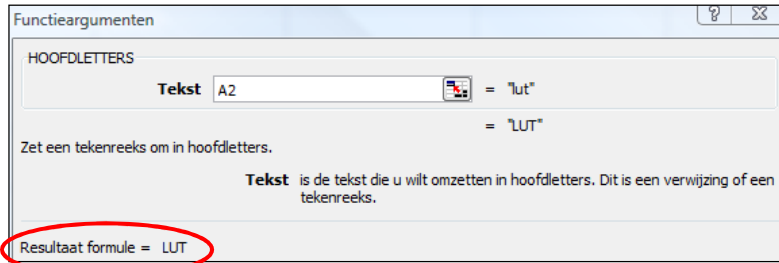 Functieargumenten
HOOFDLETTERS
Tekst A2 = "lut"
= "LUT"
Zet een tekenreeks om in hoofdletters.
Tekst is de tekst die u wilt omzetten in hoofdletters. Dit is een verwijzing of een
tekenreeks.
Resultaat formule = LUT